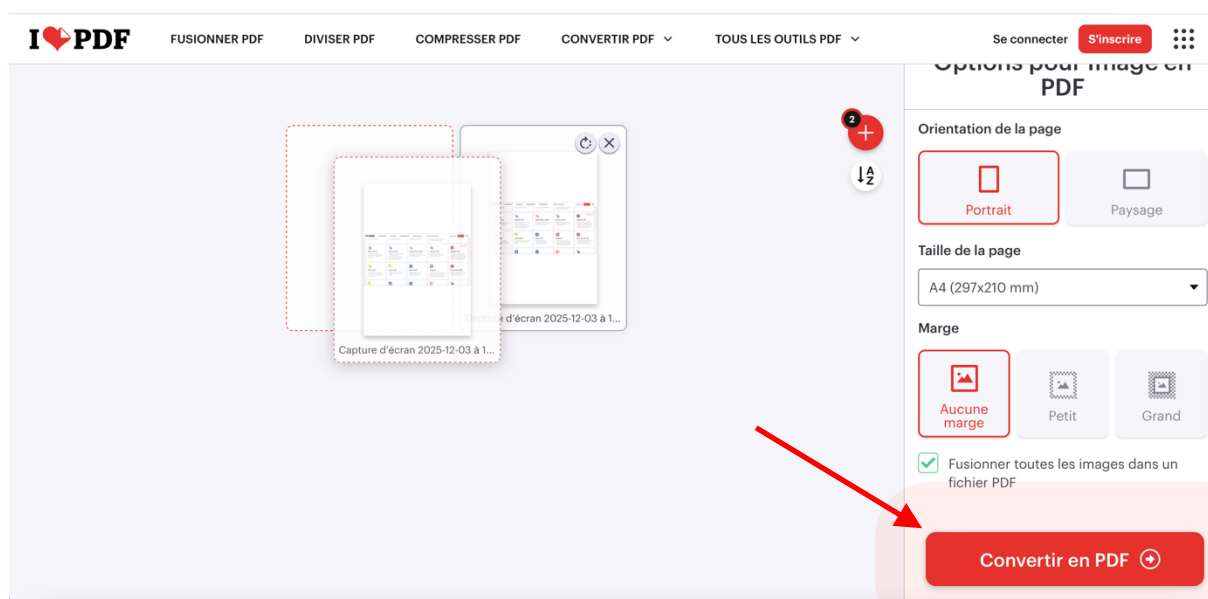 I PDF
FUSIONNER PDF
DIVISER PDF
COMPRESSER PDF
CONVERTIR PDF
TOUS LES OUTILS PDF
Se connecter
S'inscrire
Options pour Image en
PDF
2
A
Z
Capture d'écran 2025-12-03 à 1...
Capture d'écran 2025-12-03 à 1...
Orientation de la page
Portrait
Paysage
Taille de la page
A4 (297x210 mm)
Marge
Aucune
marge
Petit
Grand
Fusionner toutes les images dans un
fichier PDF
Convertir en PDF